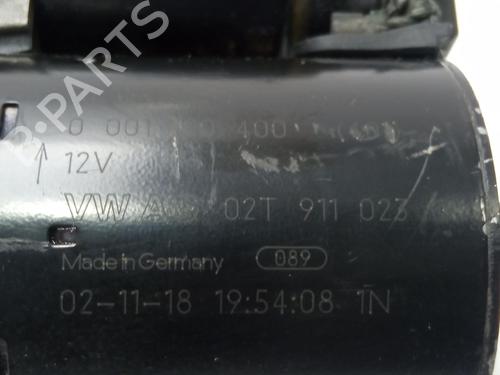 B-PARTS
12V
VW 02T 911 023
C
Made in Germany 089
02-11-18 19:54:08 1N